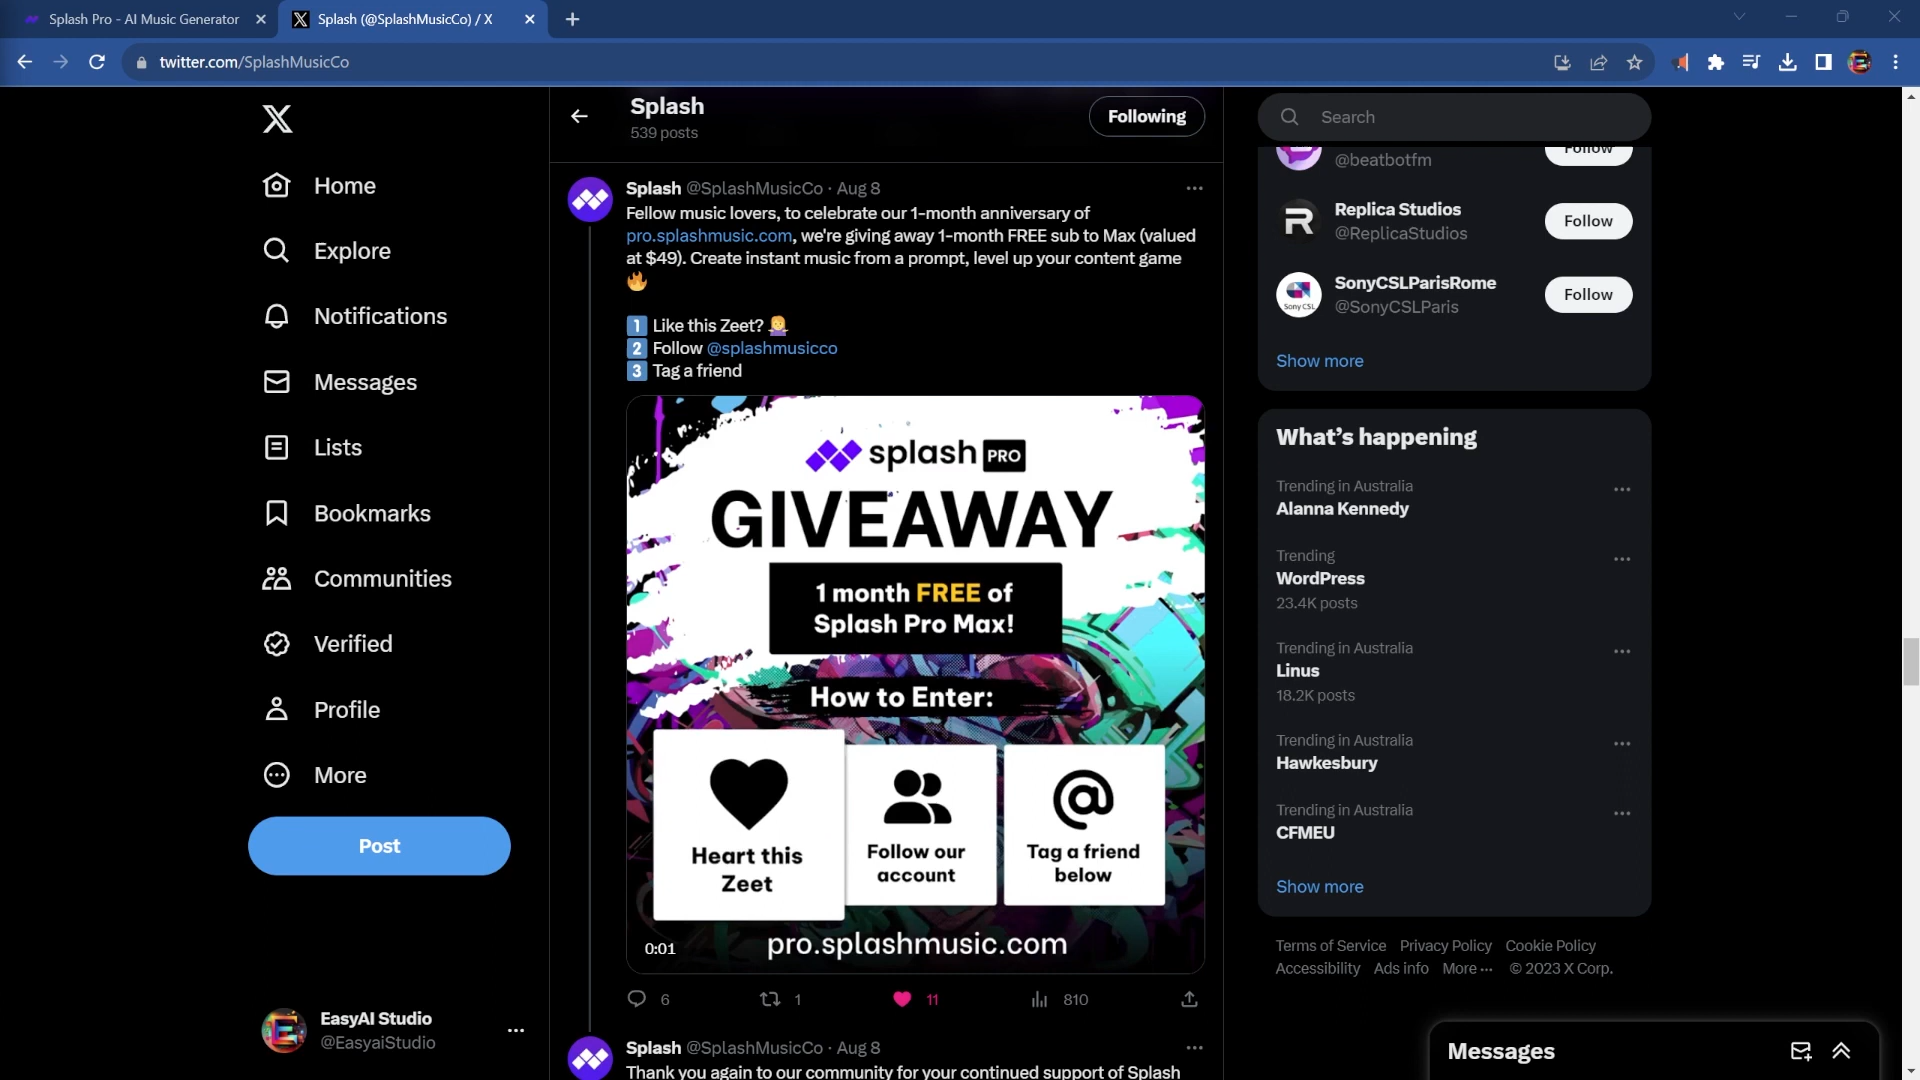 Splash Pro - AI Music Generator
Splash (@SplashMusicCo) / X
twitter.com/SplashMusicCo
Home
Explore
Notifications
Messages
Lists
Bookmarks
Communities
Verified
Profile
More
Post
EasyAI Studio
@EasyaiStudio
Splash
539 posts
Following
Splash @SplashMusicCo · Aug 8
Fellow music lovers, to celebrate our 1-month anniversary of
pro.splashmusic.com, we're giving away 1-month FREE sub to Max (valued
at $49). Create instant music from a prompt, level up your content game
🔥
1️⃣ Like this Zeet? 💁
2️⃣ Follow @splashmusicco
3️⃣ Tag a friend
splash PRO
GIVEAWAY
1 month FREE of
Splash Pro Max!
How to Enter:
Heart this
Zeet
Follow our
account
Tag a friend
below
0:01
pro.splashmusic.com
6
1
11
810
Splash @SplashMusicCo · Aug 8
Thank you again to our community for your continued support of Splash
Search
@beatbotfm
Follow
Replica Studios
@ReplicaStudios
Follow
SonyCSLParisRome
@SonyCSLParis
Follow
Sony CSL
Show more
What's happening
Trending in Australia
Alanna Kennedy
Trending
WordPress
23.4K posts
Trending in Australia
Linus
18.2K posts
Trending in Australia
Hawkesbury
Trending in Australia
CFMEU
Show more
Terms of Service Privacy Policy Cookie Policy
Accessibility Ads info More ··· © 2023 X Corp.
Messages